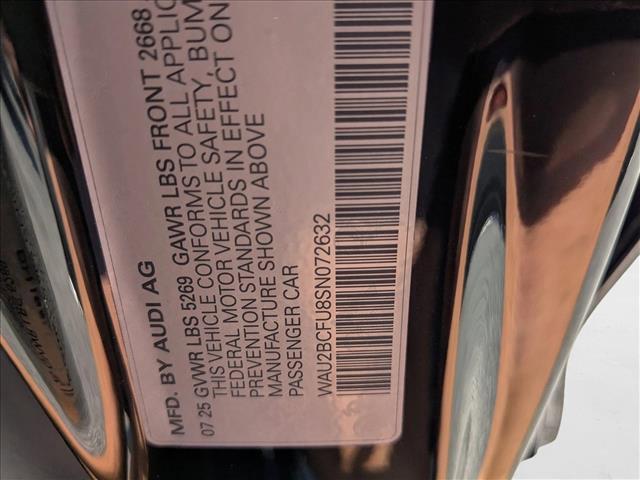 MFD. BY AUDI AG
07 25 GVWR LBS 5269 GAWR LBS FRONT 2668
THIS VEHICLE CONFORMS TO ALL APPLIC
FEDERAL MOTOR VEHICLE SAFETY, BUM
PREVENTION STANDARDS IN EFFECT ON
MANUFACTURE SHOWN ABOVE
PASSENGER CAR
WAU2BCFU8SN072632